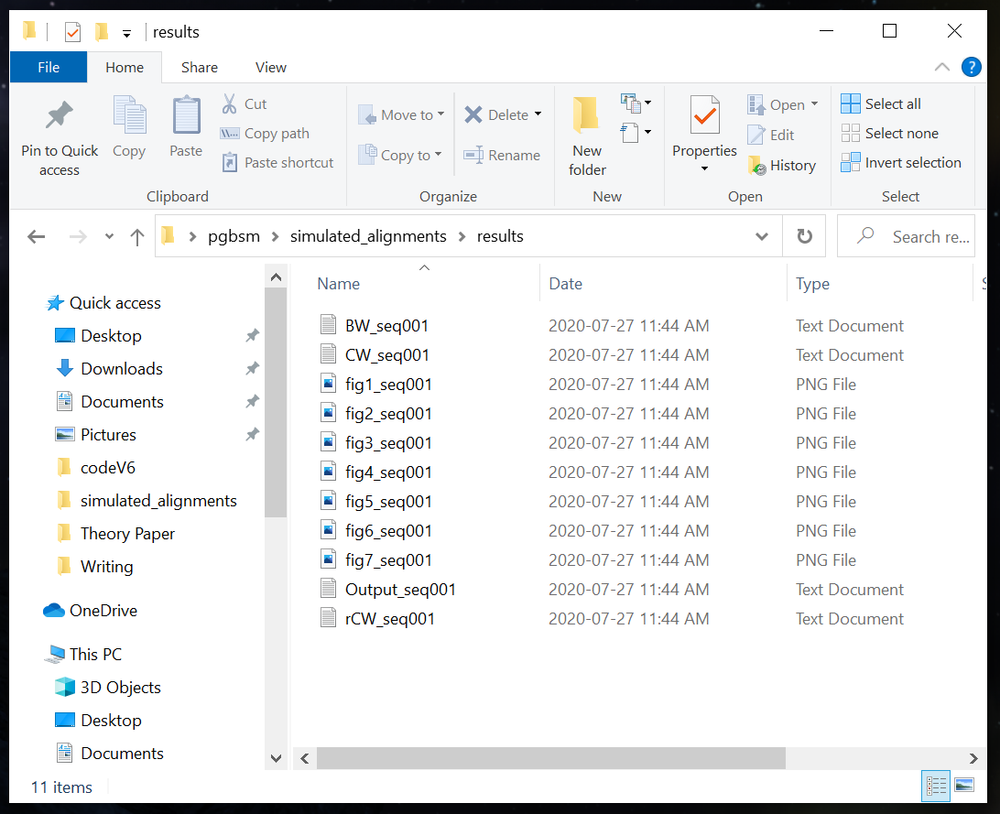 results
File Home Share View ?
Pin to Quick access
Copy
Paste
Cut
Copy path
Paste shortcut
Clipboard
Move to
Copy to
Delete
Rename
Organize
New folder
New
Properties
Open
Edit
History
Open
Select all
Select none
Invert selection
Select
pgbsm > simulated_alignments > results
Search re...
Quick access
Desktop
Downloads
Documents
Pictures
codeV6
simulated_alignments
Theory Paper
Writing
OneDrive
This PC
3D Objects
Desktop
Documents
Name Date Type
BW_seq001 2020-07-27 11:44 AM Text Document
CW_seq001 2020-07-27 11:44 AM Text Document
fig1_seq001 2020-07-27 11:44 AM PNG File
fig2_seq001 2020-07-27 11:44 AM PNG File
fig3_seq001 2020-07-27 11:44 AM PNG File
fig4_seq001 2020-07-27 11:44 AM PNG File
fig5_seq001 2020-07-27 11:44 AM PNG File
fig6_seq001 2020-07-27 11:44 AM PNG File
fig7_seq001 2020-07-27 11:44 AM PNG File
Output_seq001 2020-07-27 11:44 AM Text Document
rCW_seq001 2020-07-27 11:44 AM Text Document
11 items